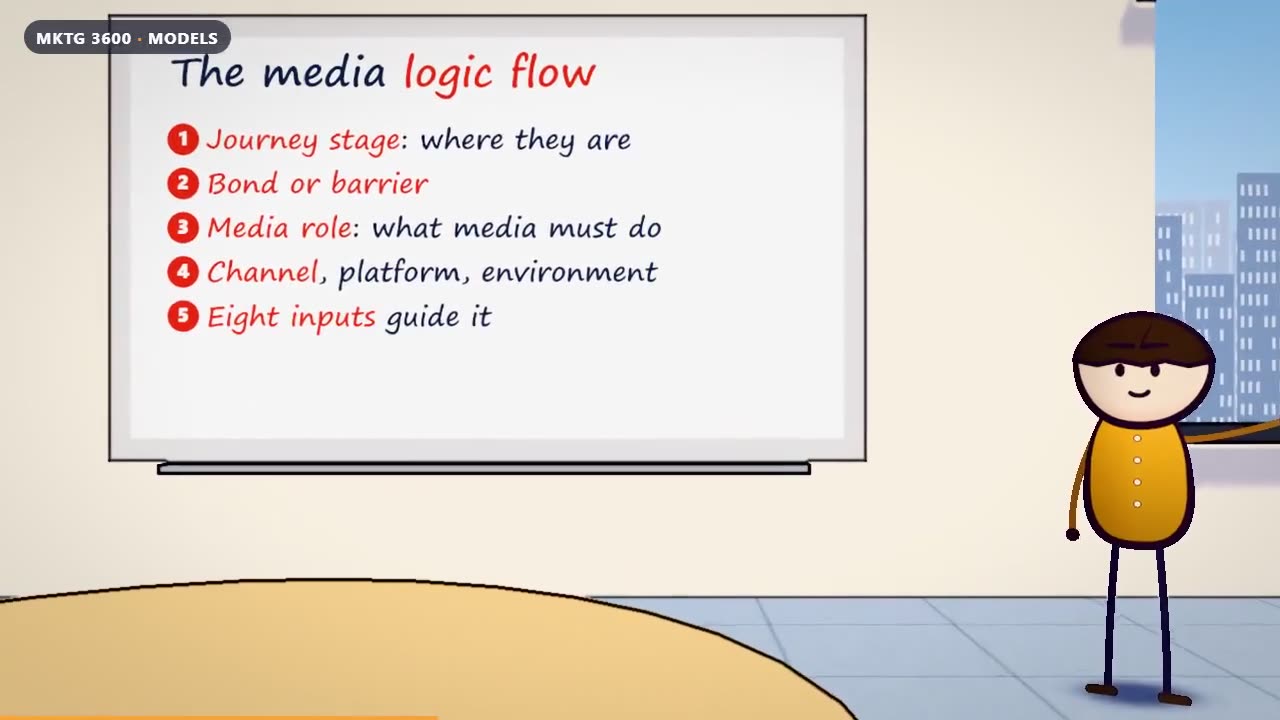 MKTG 3600 · MODELS
The media logic flow
1 Journey stage: where they are
2 Bond or barrier
3 Media role: what media must do
4 Channel, platform, environment
5 Eight inputs guide it